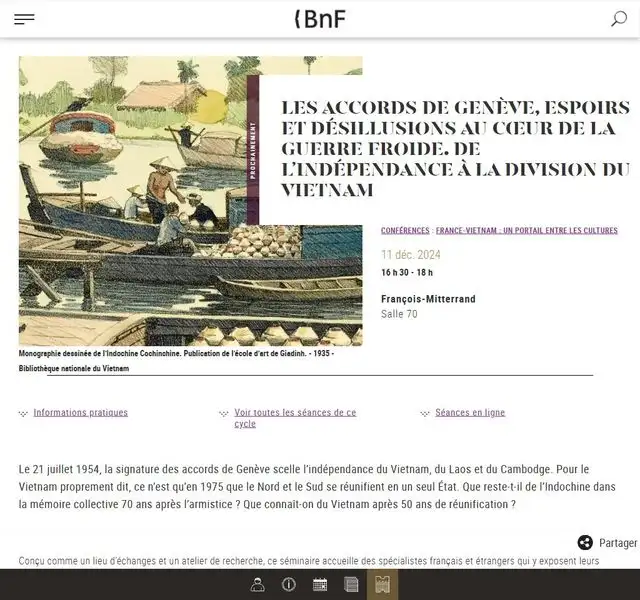 (BnF
PROCHAINEMENT
LES ACCORDS DE GENÈVE, ESPOIRS
ET DÉSILLUSIONS AU CŒUR DE LA
GUERRE FROIDE. DE
L'INDÉPENDANCE À LA DIVISION DU
VIETNAM
CONFÉRENCES : FRANCE-VIETNAM : UN PORTAIL ENTRE LES CULTURES
11 déc. 2024
16 h 30 - 18 h
François-Mitterrand
Salle 70
Monographie dessinée de l'Indochine Cochinchine. Publication de l'école d'art de Giadinh. - 1935 -
Bibliothèque nationale du Vietnam
Informations pratiques
Voir toutes les séances de ce
cycle
Séances en ligne
Le 21 juillet 1954, la signature des accords de Genève scelle l'indépendance du Vietnam, du Laos et du Cambodge. Pour le
Vietnam proprement dit, ce n'est qu'en 1975 que le Nord et le Sud se réunifient en un seul État. Que reste-t-il de l'Indochine dans
la mémoire collective 70 ans après l'armistice ? Que connaît-on du Vietnam après 50 ans de réunification ?
Partager
Conçu comme un lieu d'échanges et un atelier de recherche, ce séminaire accueille des spécialistes français et étrangers qui y exposent leurs